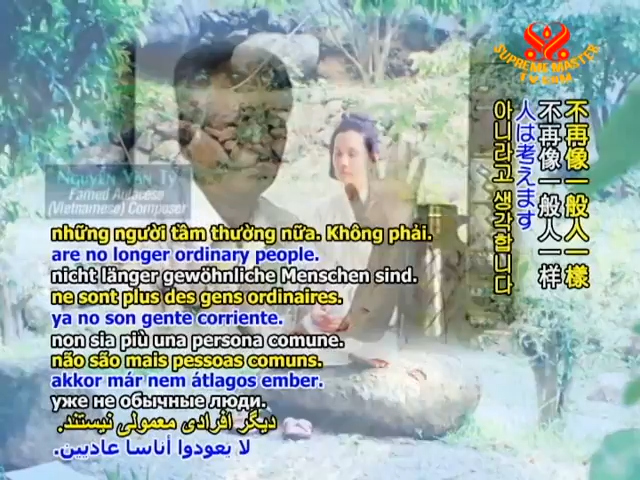 SUPREME MASTER
TV.COM
NGUYEN VAN TY
Famed Aulacese
(Vietnamese) Composer
những người tầm thường nữa. Không phải.
are no longer ordinary people.
nicht länger gewöhnliche Menschen sind.
ne sont plus des gens ordinaires.
ya no son gente corriente.
non sia più una persona comune.
não são mais pessoas comuns.
akkor már nem átlagos ember.
уже не обычные люди.
دیگر افرادی معمولی نیستند.
لا يعودوا أناسا عاديين.
不再像一般人一樣
不再像一般人一样
人は考えます
아니라고 생각합니다